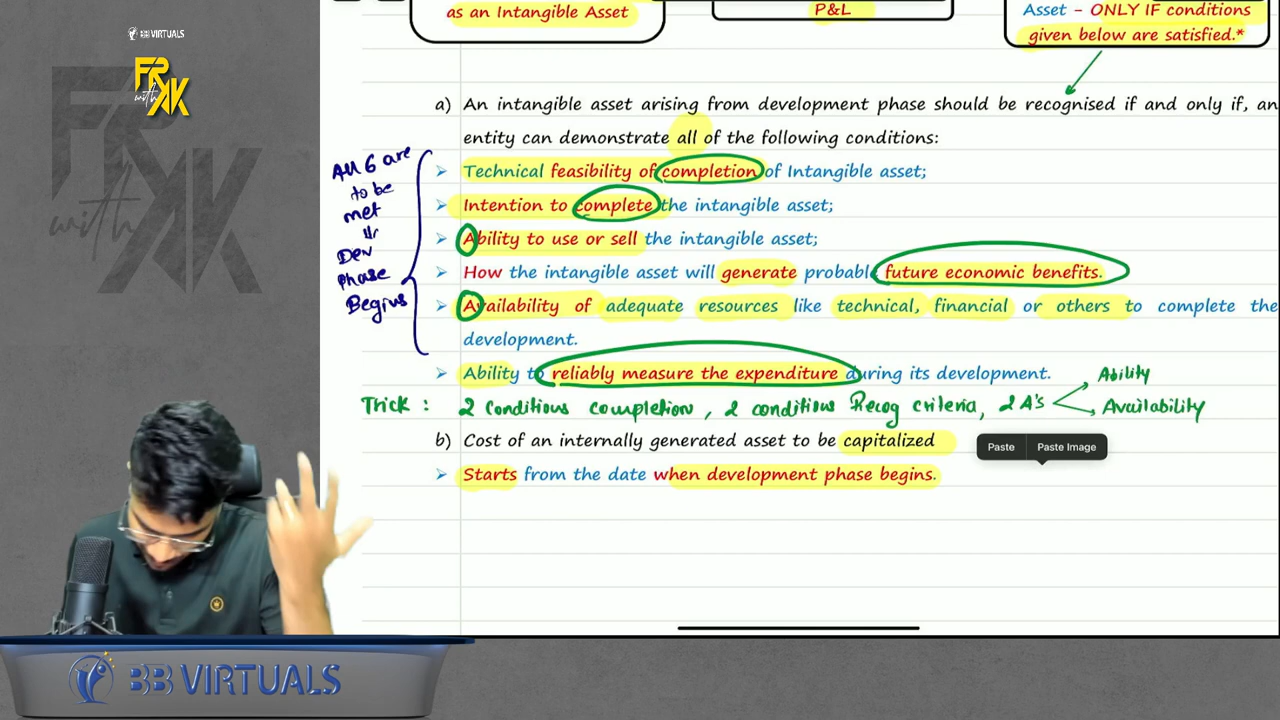 as an Intangible Asset
P&L
Asset - ONLY IF conditions
given below are satisfied.*
BB VIRTUALS
FR
with
AK
a) An intangible asset arising from development phase should be recognised if and only if, an
entity can demonstrate all of the following conditions:
➢ Technical feasibility of completion of Intangible asset;
➢ Intention to complete the intangible asset;
➢ Ability to use or sell the intangible asset;
➢ How the intangible asset will generate probable future economic benefits.
➢ Availability of adequate resources like technical, financial or others to complete the
development.
➢ Ability to reliably measure the expenditure during its development.
All 6 are
to be
met
Dev
Phase
Begins
Trick : 2 conditions completion, 2 conditions Recog criteria, 2 A's
Ability
Availability
b) Cost of an internally generated asset to be capitalized
Paste Paste Image
➢ Starts from the date when development phase begins.
BB VIRTUALS